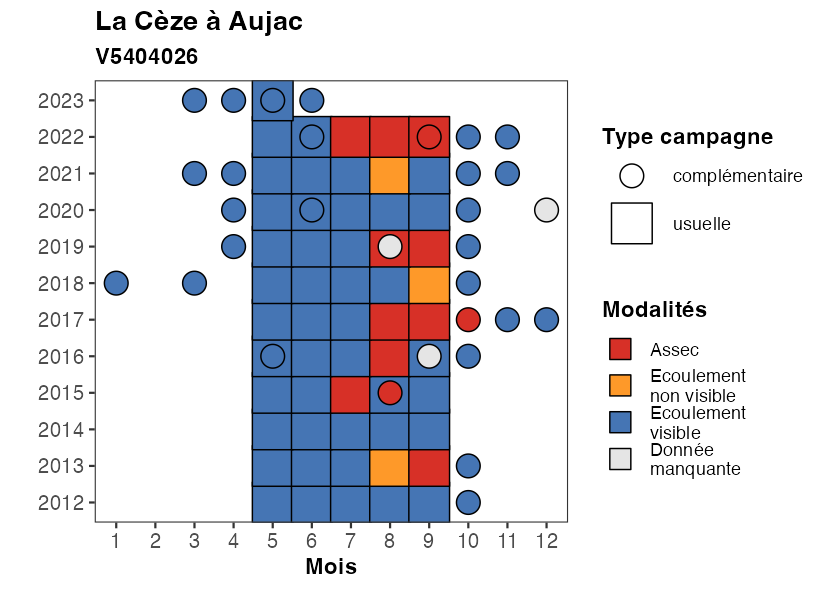 La Cèze à Aujac
V5404026
2023
2022
2021
2020
2019
2018
2017
2016
2015
2014
2013
2012
1 2 3 4 5 6 7 8 9 10 11 12
Mois
Type campagne
complémentaire
usuelle
Modalités
Assec
Ecoulement
non visible
Ecoulement
visible
Donnée
manquante